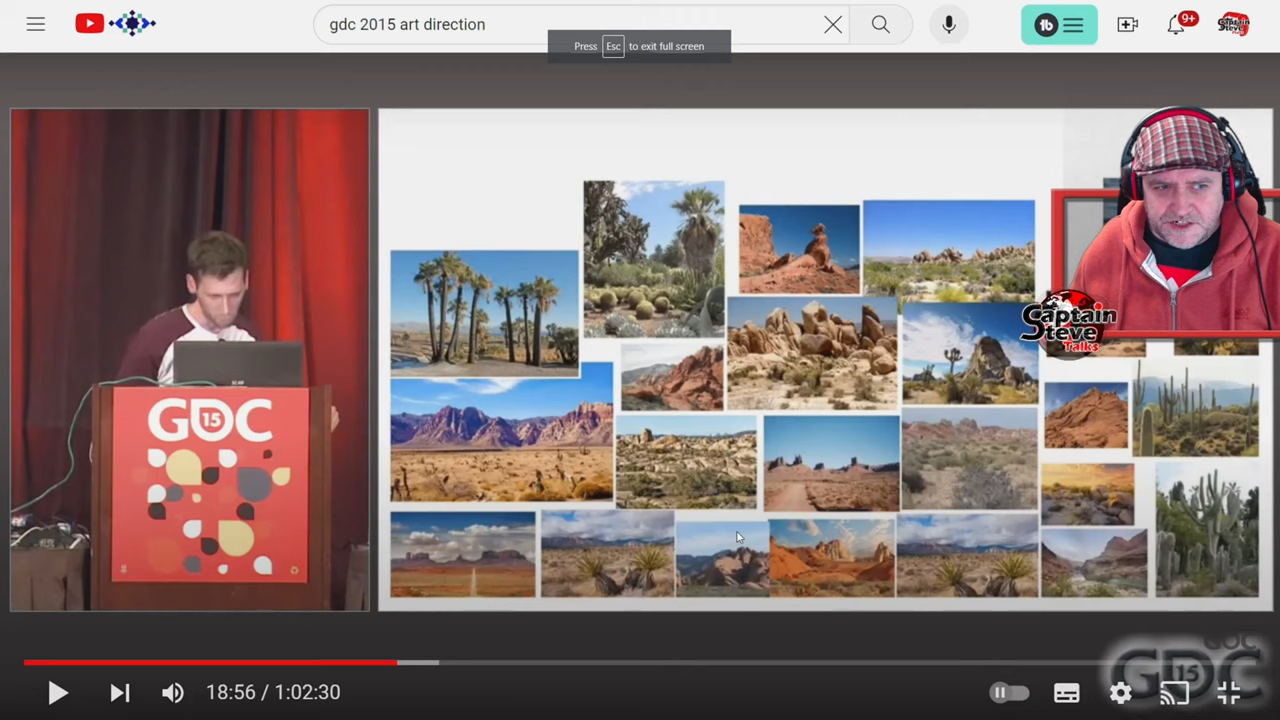 gdc 2015 art direction
9+
Press Esc to exit full screen
Captain
Steve
Talks
GDC
15
GDC
15
18:56 / 1:02:30